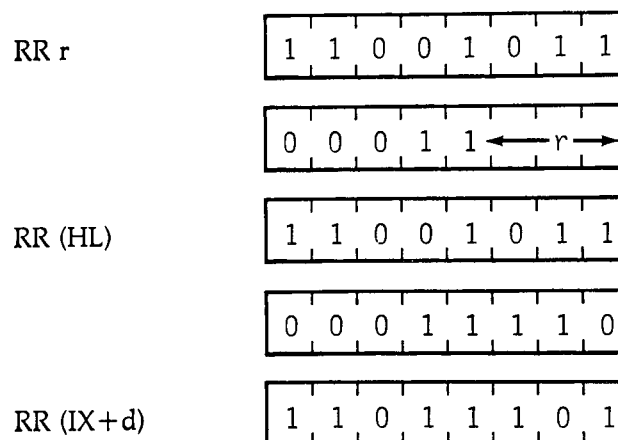 RR r 1 1 0 0 1 0 1 1
0 0 0 1 1 r
RR (HL) 1 1 0 0 1 0 1 1
0 0 0 1 1 1 1 0
RR (IX+d) 1 1 0 1 1 1 0 1